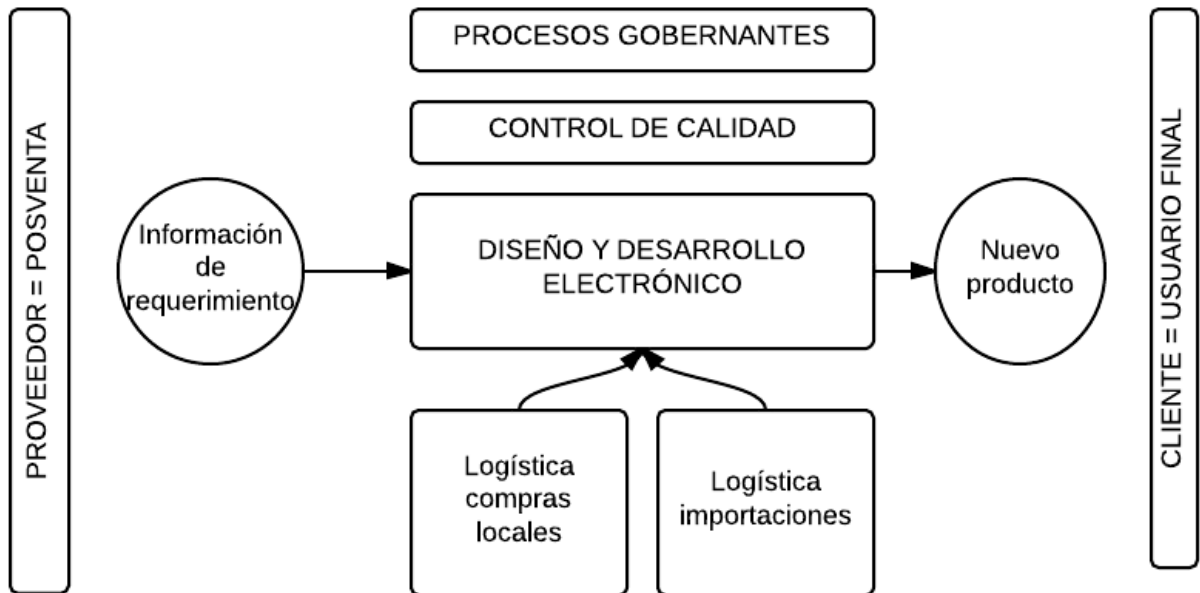 PROVEEDOR = POSVENTA
PROCESOS GOBERNANTES
CONTROL DE CALIDAD
Información
de
requerimiento
DISEÑO Y DESARROLLO
ELECTRÓNICO
Nuevo
producto
Logística
compras
locales
Logística
importaciones
CLIENTE = USUARIO FINAL